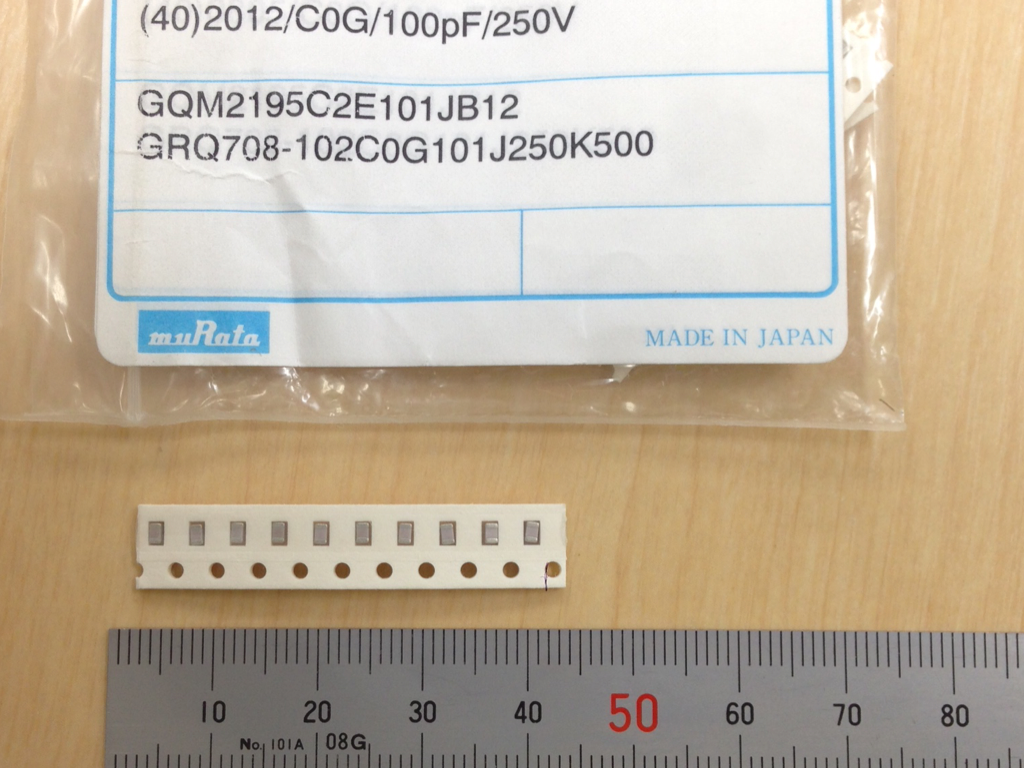 (40)2012/C0G/100pF/250V
GQM2195C2E101JB12
GRQ708-102C0G101J250K500
muRata
MADE IN JAPAN
10 20 30 40 50 60 70 80
No. 101A 08G